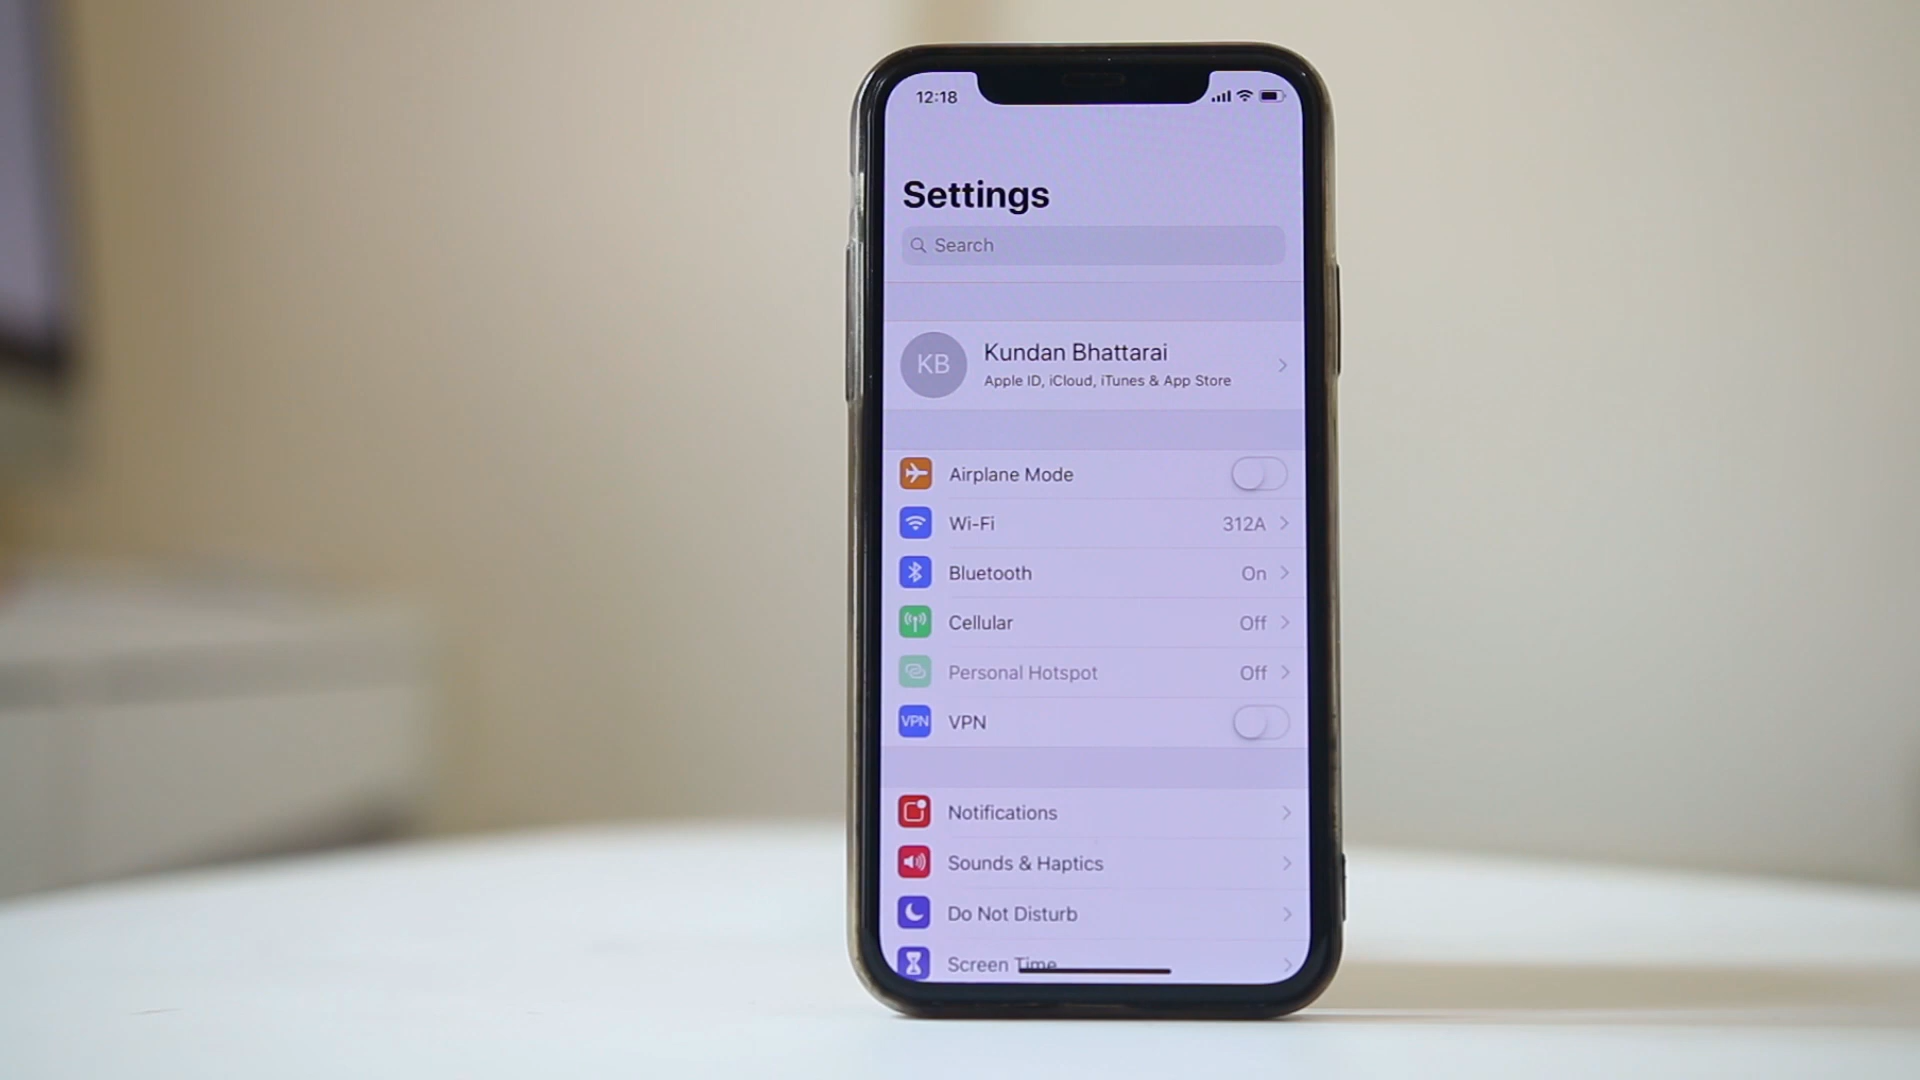 12:18
Settings
Search
KB
Kundan Bhattarai
Apple ID, iCloud, iTunes & App Store
Airplane Mode
Wi-Fi 312A
Bluetooth On
Cellular Off
Personal Hotspot Off
VPN VPN
Notifications
Sounds & Haptics
Do Not Disturb
Screen Time